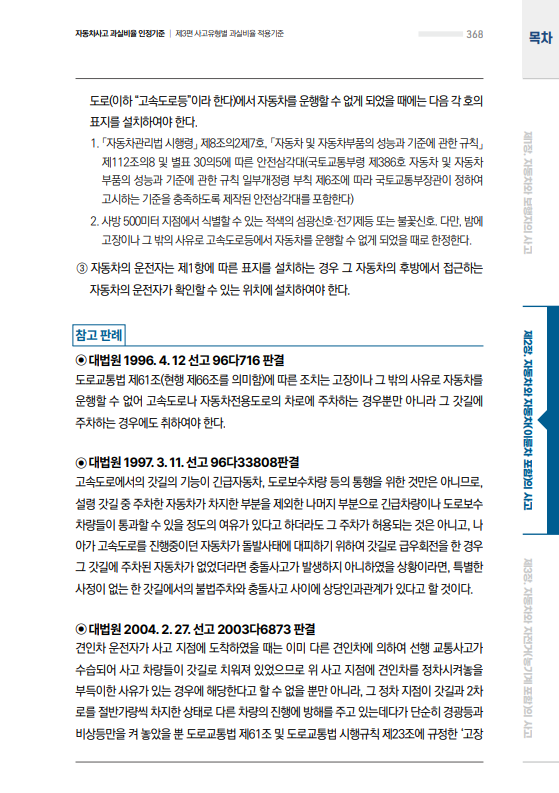 자동차사고 과실비율 인정기준 | 제3편 사고유형별 과실비율 적용기준
368
목차
도로(이하 “고속도로등”이라 한다)에서 자동차를 운행할 수 없게 되었을 때에는 다음 각 호의
표지를 설치하여야 한다.
1. 「자동차관리법 시행령」 제8조의2제7호, 「자동차 및 자동차부품의 성능과 기준에 관한 규칙」
제112조의8 및 별표 30의5에 따른 안전삼각대(국토교통부령 제386호 자동차 및 자동차
부품의 성능과 기준에 관한 규칙 일부개정령 부칙 제6조에 따라 국토교통부장관이 정하여
고시하는 기준을 충족하도록 제작된 안전삼각대를 포함한다)
2. 사방 500미터 지점에서 식별할 수 있는 적색의 섬광신호·전기제등 또는 불꽃신호. 다만, 밤에
고장이나 그 밖의 사유로 고속도로등에서 자동차를 운행할 수 없게 되었을 때로 한정한다.
③ 자동차의 운전자는 제1항에 따른 표지를 설치하는 경우 그 자동차의 후방에서 접근하는
자동차의 운전자가 확인할 수 있는 위치에 설치하여야 한다.
참고 판례
◉ 대법원 1996. 4. 12 선고 96다716 판결
도로교통법 제61조(현행 제66조를 의미함)에 따른 조치는 고장이나 그 밖의 사유로 자동차를
운행할 수 없어 고속도로나 자동차전용도로의 차로에 주차하는 경우뿐만 아니라 그 갓길에
주차하는 경우에도 취하여야 한다.
◉ 대법원 1997. 3. 11. 선고 96다33808판결
고속도로에서의 갓길의 기능이 긴급자동차, 도로보수차량 등의 통행을 위한 것만은 아니므로,
설령 갓길 중 주차한 자동차가 차지한 부분을 제외한 나머지 부분으로 긴급차량이나 도로보수
차량들이 통과할 수 있을 정도의 여유가 있다고 하더라도 그 주차가 허용되는 것은 아니고, 나
아가 고속도로를 진행중이던 자동차가 돌발사태에 대피하기 위하여 갓길로 급우회전을 한 경우
그 갓길에 주차된 자동차가 없었더라면 충돌사고가 발생하지 아니하였을 상황이라면, 특별한
사정이 없는 한 갓길에서의 불법주차와 충돌사고 사이에 상당인과관계가 있다고 할 것이다.
◉ 대법원 2004. 2. 27. 선고 2003다6873 판결
견인차 운전자가 사고 지점에 도착하였을 때는 이미 다른 견인차에 의하여 선행 교통사고가
수습되어 사고 차량들이 갓길로 치워져 있었으므로 위 사고 지점에 견인차를 정차시켜놓을
부득이한 사유가 있는 경우에 해당한다고 할 수 없을 뿐만 아니라, 그 정차 지점이 갓길과 2차
로를 절반가량씩 차지한 상태로 다른 차량의 진행에 방해를 주고 있는데다가 단순히 경광등과
비상등만을 켜 놓았을 뿐 도로교통법 제61조 및 도로교통법 시행규칙 제23조에 규정한 ‘고장
제1장. 자동차와 보행자의 사고
제2장. 자동차와 자동차(이륜차 포함)의 사고
제3장. 자동차와 자전거(농기계 포함)의 사고